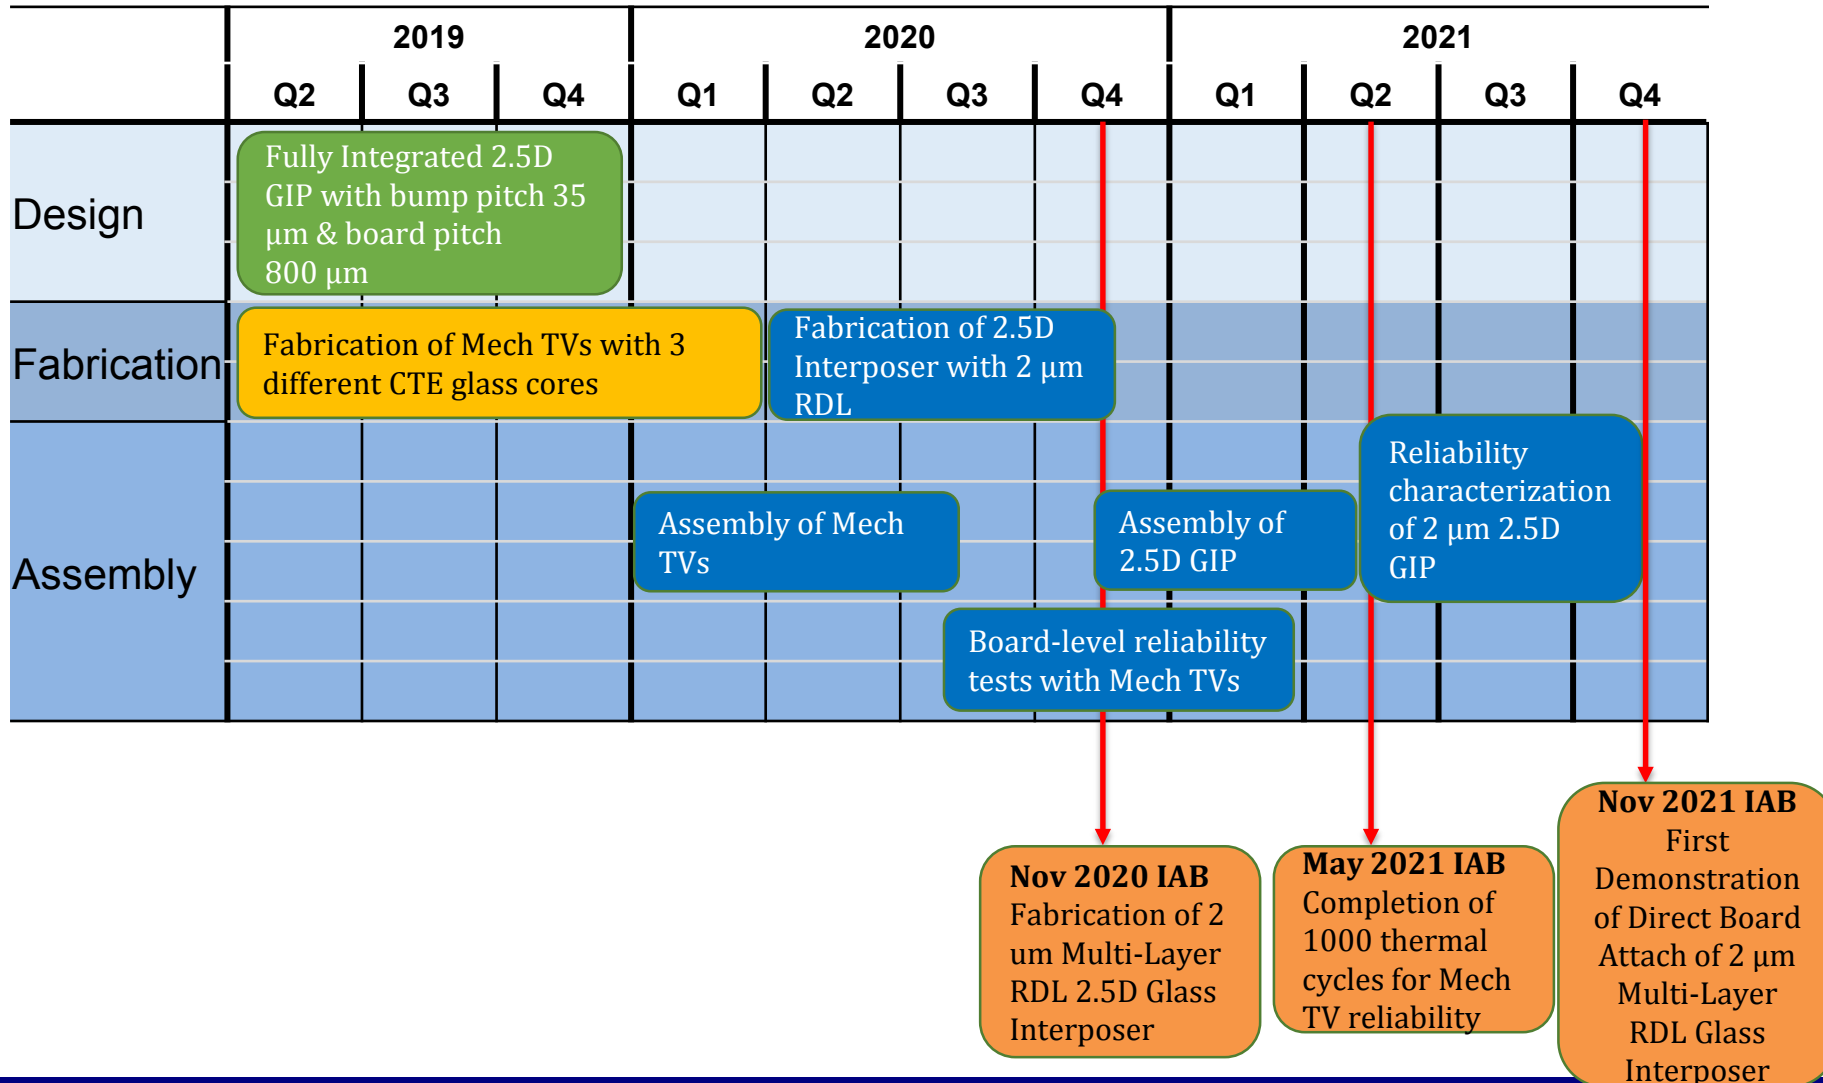 2019
2020
2021
Q2
Q3
Q4
Q1
Q2
Q3
Q4
Q1
Q2
Q3
Q4
Design
Fully Integrated 2.5D
GIP with bump pitch 35
μm & board pitch
800 μm
Fabrication
Fabrication of Mech TVs with 3
different CTE glass cores
Fabrication of 2.5D
Interposer with 2 μm
RDL
Assembly
Assembly of Mech
TVs
Assembly of
2.5D GIP
Reliability
characterization
of 2 μm 2.5D
GIP
Board-level reliability
tests with Mech TVs
Nov 2020 IAB
Fabrication of 2
um Multi-Layer
RDL 2.5D Glass
Interposer
May 2021 IAB
Completion of
1000 thermal
cycles for Mech
TV reliability
Nov 2021 IAB
First
Demonstration
of Direct Board
Attach of 2 μm
Multi-Layer
RDL Glass
Interposer